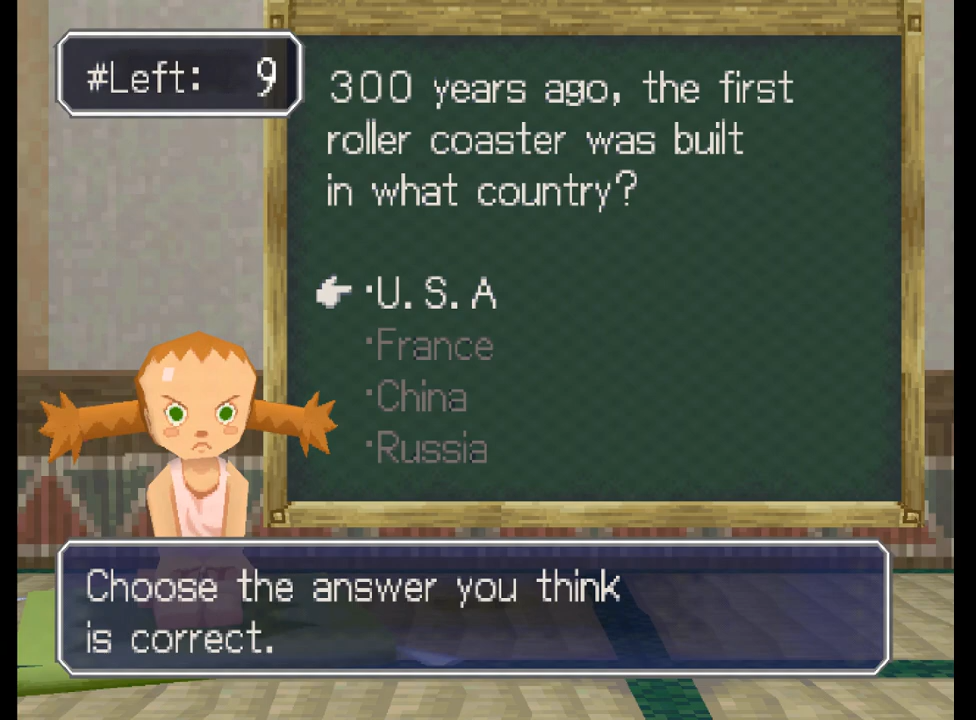 #Left: 9
300 years ago, the first
roller coaster was built
in what country?
·U.S.A
·France
·China
·Russia
Choose the answer you think
is correct.